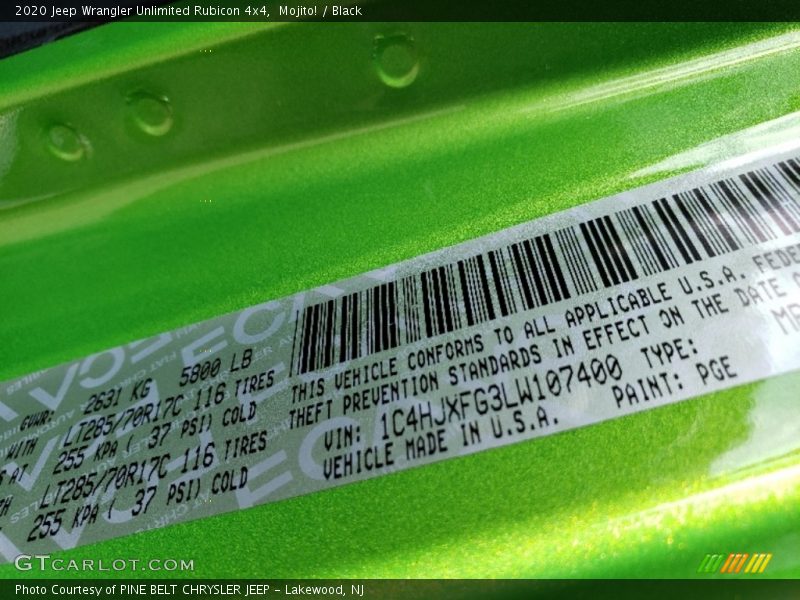 2020 Jeep Wrangler Unlimited Rubicon 4x4, Mojito! / Black
GVWR: 2631 KG 5800 LB
WITH LT285/70R17C 116 TIRES
AT 255 KPA ( 37 PSI) COLD
LT285/70R17C 116 TIRES
255 KPA ( 37 PSI) COLD
THIS VEHICLE CONFORMS TO ALL APPLICABLE U.S.A.
THEFT PREVENTION STANDARDS IN EFFECT ON THE DATE
VIN: 1C4HJXFG3LW107400 TYPE:
VEHICLE MADE IN U.S.A. PAINT: PGE
GTCARLOT.COM
Photo Courtesy of PINE BELT CHRYSLER JEEP - Lakewood, NJ